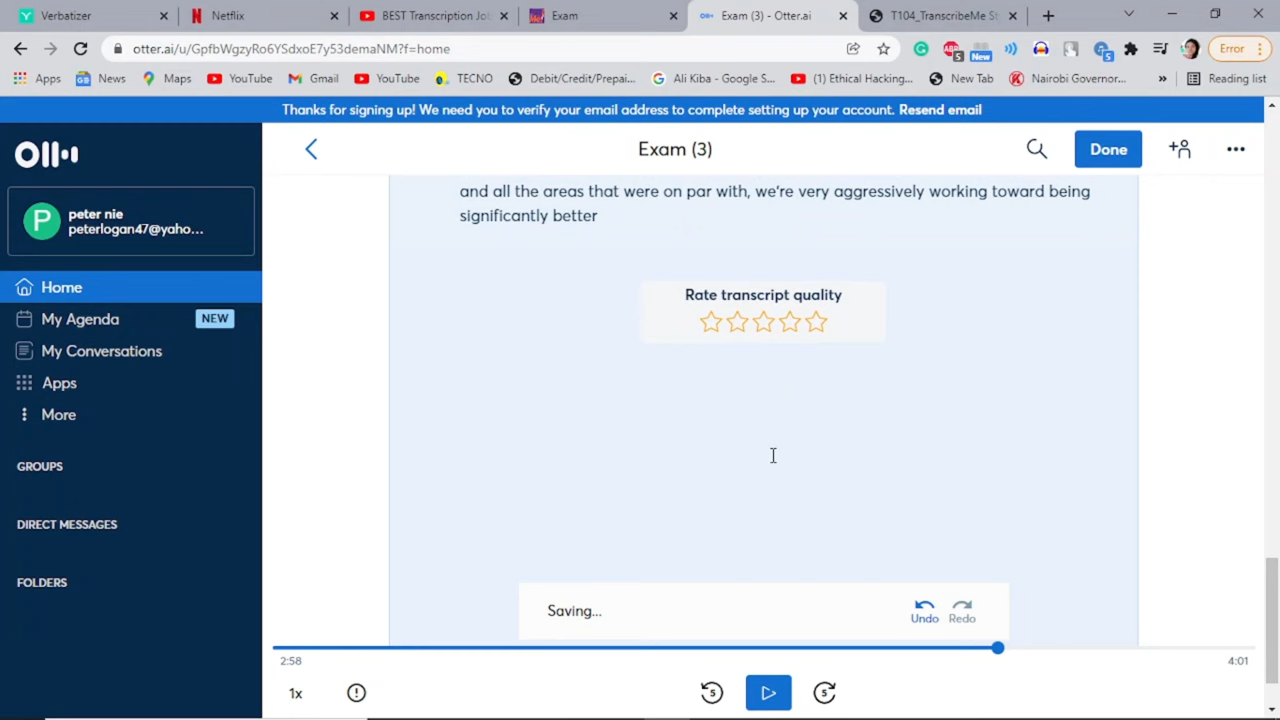 Verbatizer
Netflix
BEST Transcription Jo
Exam
Exam (3) - Otter.ai
T104_TranscribeMe St
otter.ai/u/GpfbWgzyRo6YSdxoE7y53demaNM?f=home
5
New
5
Error
Apps
News
Maps
YouTube
Gmail
YouTube
TECNO
Debit/Credit/Prepai...
Ali Kiba - Google S...
(1) Ethical Hacking...
New Tab
Nairobi Governor...
»
Reading list
Thanks for signing up! We need you to verify your email address to complete setting up your account. Resend email
Exam (3)
Done
and all the areas that were on par with, we're very aggressively working toward being
significantly better
P
peter nie
peterlogan47@yaho...
Home
My Agenda
NEW
My Conversations
Apps
More
GROUPS
DIRECT MESSAGES
FOLDERS
Rate transcript quality
Saving...
Undo
Redo
2:58
4:01
1x
5
5